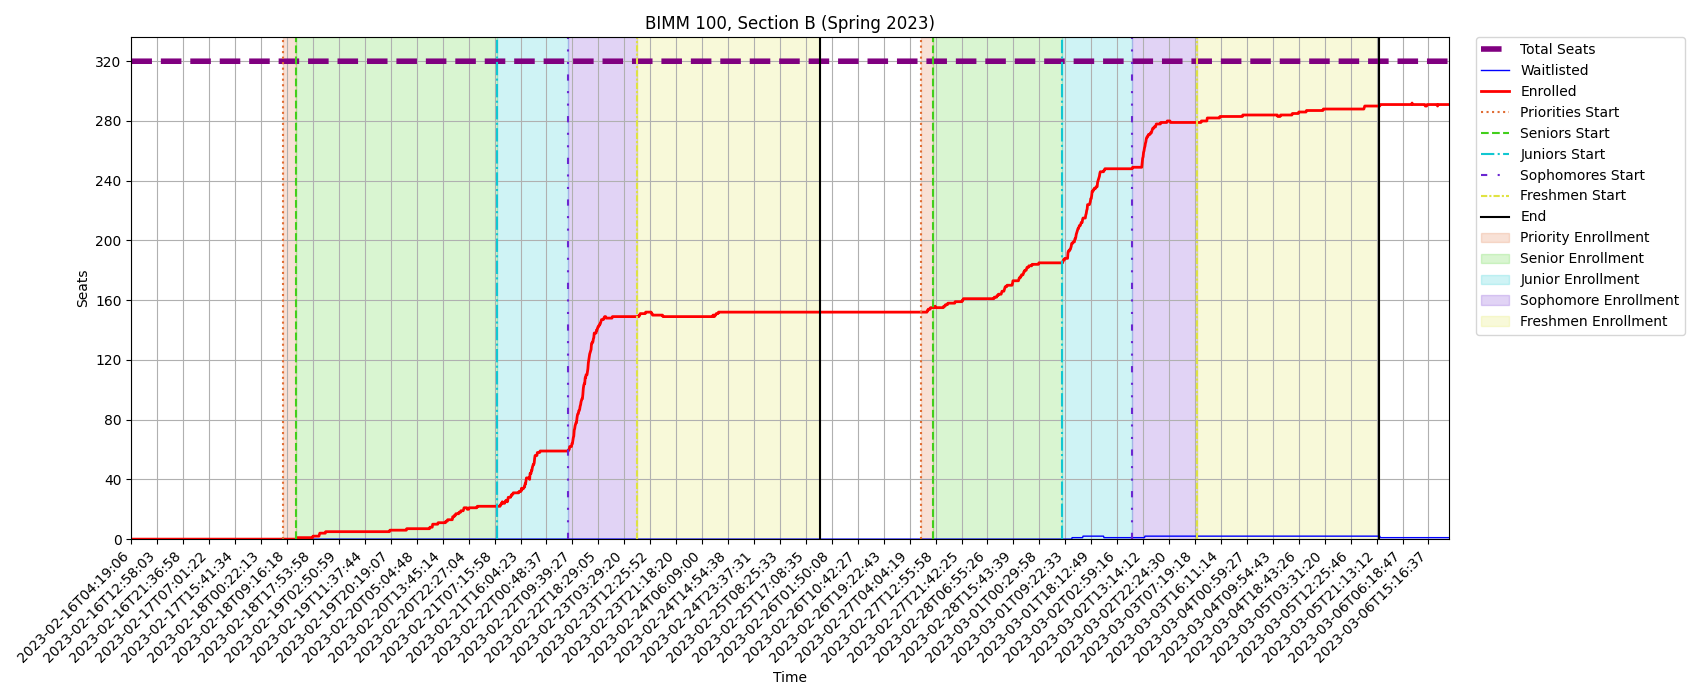 BIMM 100, Section B (Spring 2023)
Seats
320
280
240
200
160
120
80
40
0
2023-02-16T04:19:06
2023-02-16T12:58:03
2023-02-16T21:36:58
2023-02-17T07:01:22
2023-02-17T15:41:34
2023-02-18T00:22:13
2023-02-18T09:16:18
2023-02-18T17:53:58
2023-02-19T02:50:59
2023-02-19T11:37:44
2023-02-19T20:19:07
2023-02-20T05:04:48
2023-02-20T13:45:14
2023-02-20T22:27:04
2023-02-21T07:15:58
2023-02-21T16:04:23
2023-02-22T00:48:37
2023-02-22T09:39:27
2023-02-22T18:29:05
2023-02-23T03:29:20
2023-02-23T12:25:52
2023-02-23T21:18:20
2023-02-24T06:09:00
2023-02-24T14:54:38
2023-02-24T23:37:31
2023-02-25T08:25:33
2023-02-25T17:08:35
2023-02-26T01:50:08
2023-02-26T10:42:27
2023-02-26T19:22:43
2023-02-27T04:04:19
2023-02-27T12:55:58
2023-02-27T21:42:25
2023-02-28T06:55:26
2023-02-28T15:43:39
2023-03-01T00:29:58
2023-03-01T09:22:33
2023-03-01T18:12:49
2023-03-02T02:59:16
2023-03-02T13:14:12
2023-03-02T22:24:30
2023-03-03T07:19:18
2023-03-03T16:11:14
2023-03-04T00:59:27
2023-03-04T09:54:43
2023-03-04T18:43:26
2023-03-05T03:31:20
2023-03-05T12:25:46
2023-03-05T21:13:12
2023-03-06T06:18:47
2023-03-06T15:16:37
Time
Total Seats
Waitlisted
Enrolled
Priorities Start
Seniors Start
Juniors Start
Sophomores Start
Freshmen Start
End
Priority Enrollment
Senior Enrollment
Junior Enrollment
Sophomore Enrollment
Freshmen Enrollment